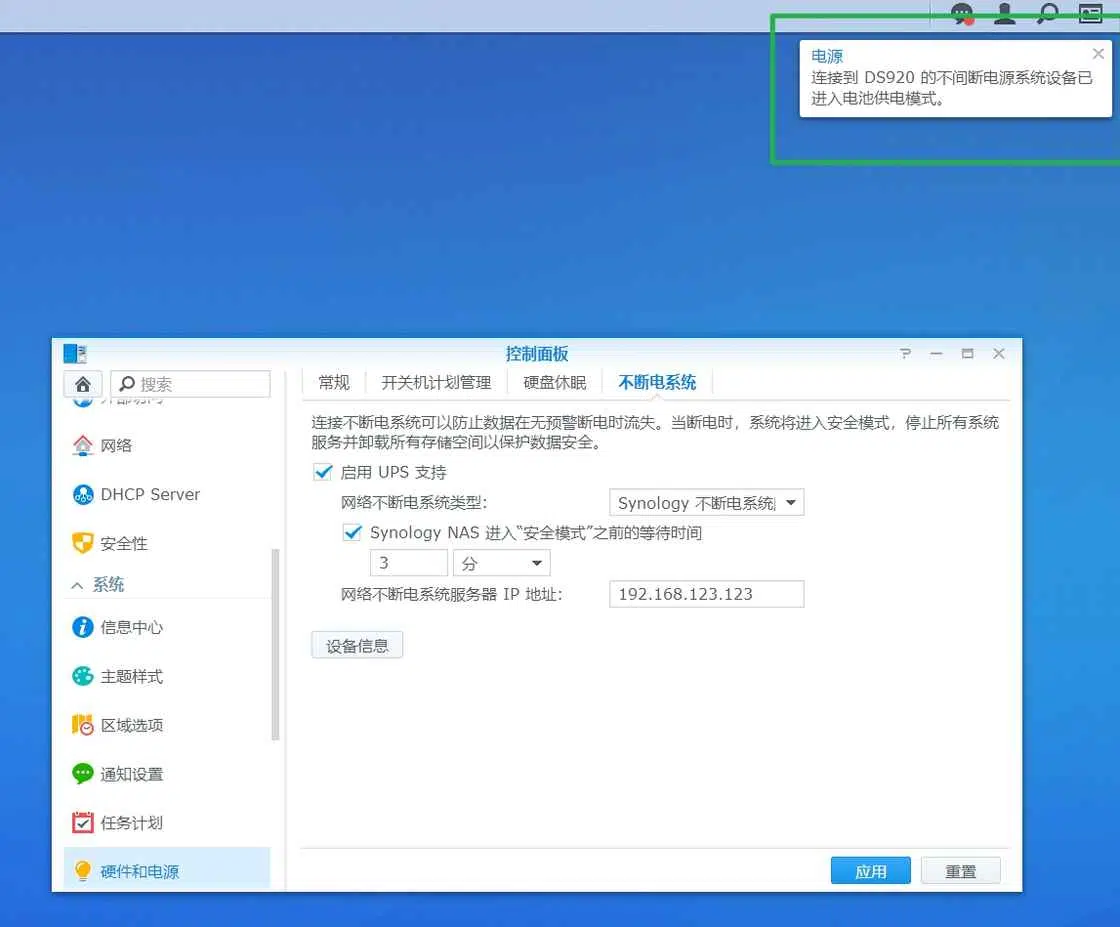 电源
连接到 DS920 的不间断电源系统设备已
进入电池供电模式。
控制面板
搜索
网络
DHCP Server
安全性
系统
信息中心
主题样式
区域选项
通知设置
任务计划
硬件和电源
常规
开关机计划管理
硬盘休眠
不断电系统
连接不断电系统可以防止数据在无预警断电时流失。当断电时，系统将进入安全模式，停止所有系统
服务并卸载所有存储空间以保护数据安全。
启用 UPS 支持
网络不断电系统类型:
Synology 不断电系统
Synology NAS 进入“安全模式”之前的等待时间
3
分
网络不断电系统服务器 IP 地址:
192.168.123.123
设备信息
应用
重置